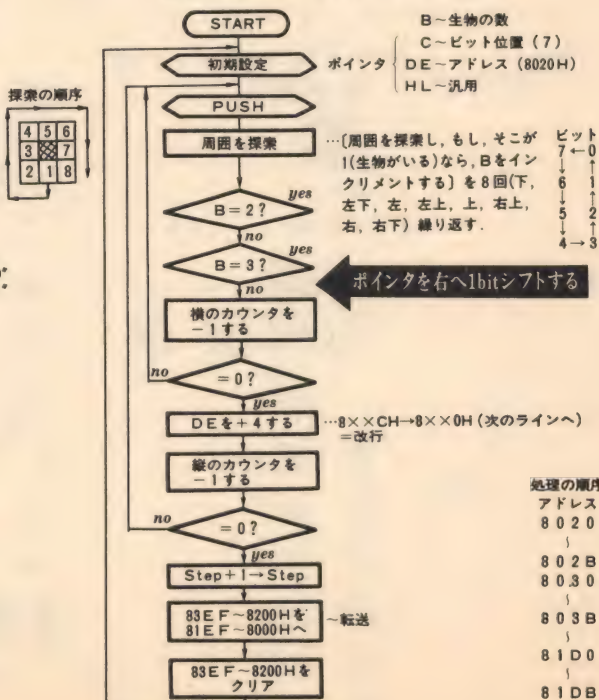 START
初期設定
PUSH
周囲を探索
yes
B=2?
no
yes
B=3?
no
横のカウンタを
-1する
no
=0?
yes
DEを+4する
縦のカウンタを
-1する
no
=0?
yes
Step+1→Step
83EF~8200Hを
81EF~8000Hへ
83EF~8200Hを
クリア
探索の順序
4 5 6
3 7
2 1 8
ポインタ
B~生物の数
C~ビット位置(7)
DE~アドレス(8020H)
HL~汎用
…〔周囲を探索し,もし,そこが
1(生物がいる)なら,Bをイン
クリメントする〕を8回(下,
左下,左,左上,上,右上,
右,右下)繰り返す.
ビット
7←0
↓ ↑
6 1
↓ ↑
5 2
↓ ↑
4→3
ポインタを右へ1bitシフトする
…8××CH→8××0H(次のラインへ)
=改行
~転送
処理の順序
アドレス
8020
~
802B
80.30
~
803B
~
81D0
~
81DB